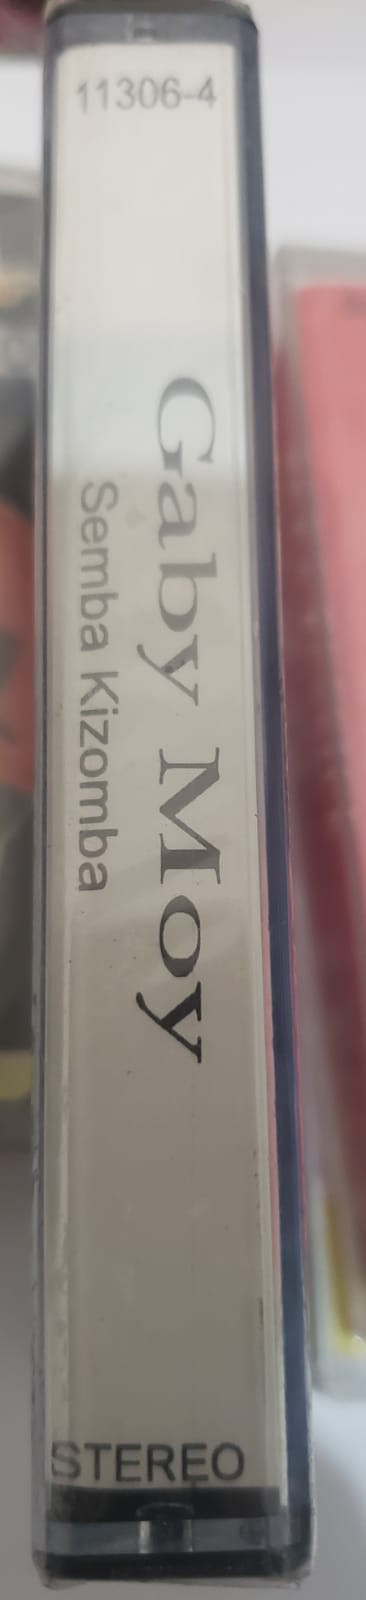 11306-4
Gaby Moy
Semba Kizomba
STEREO